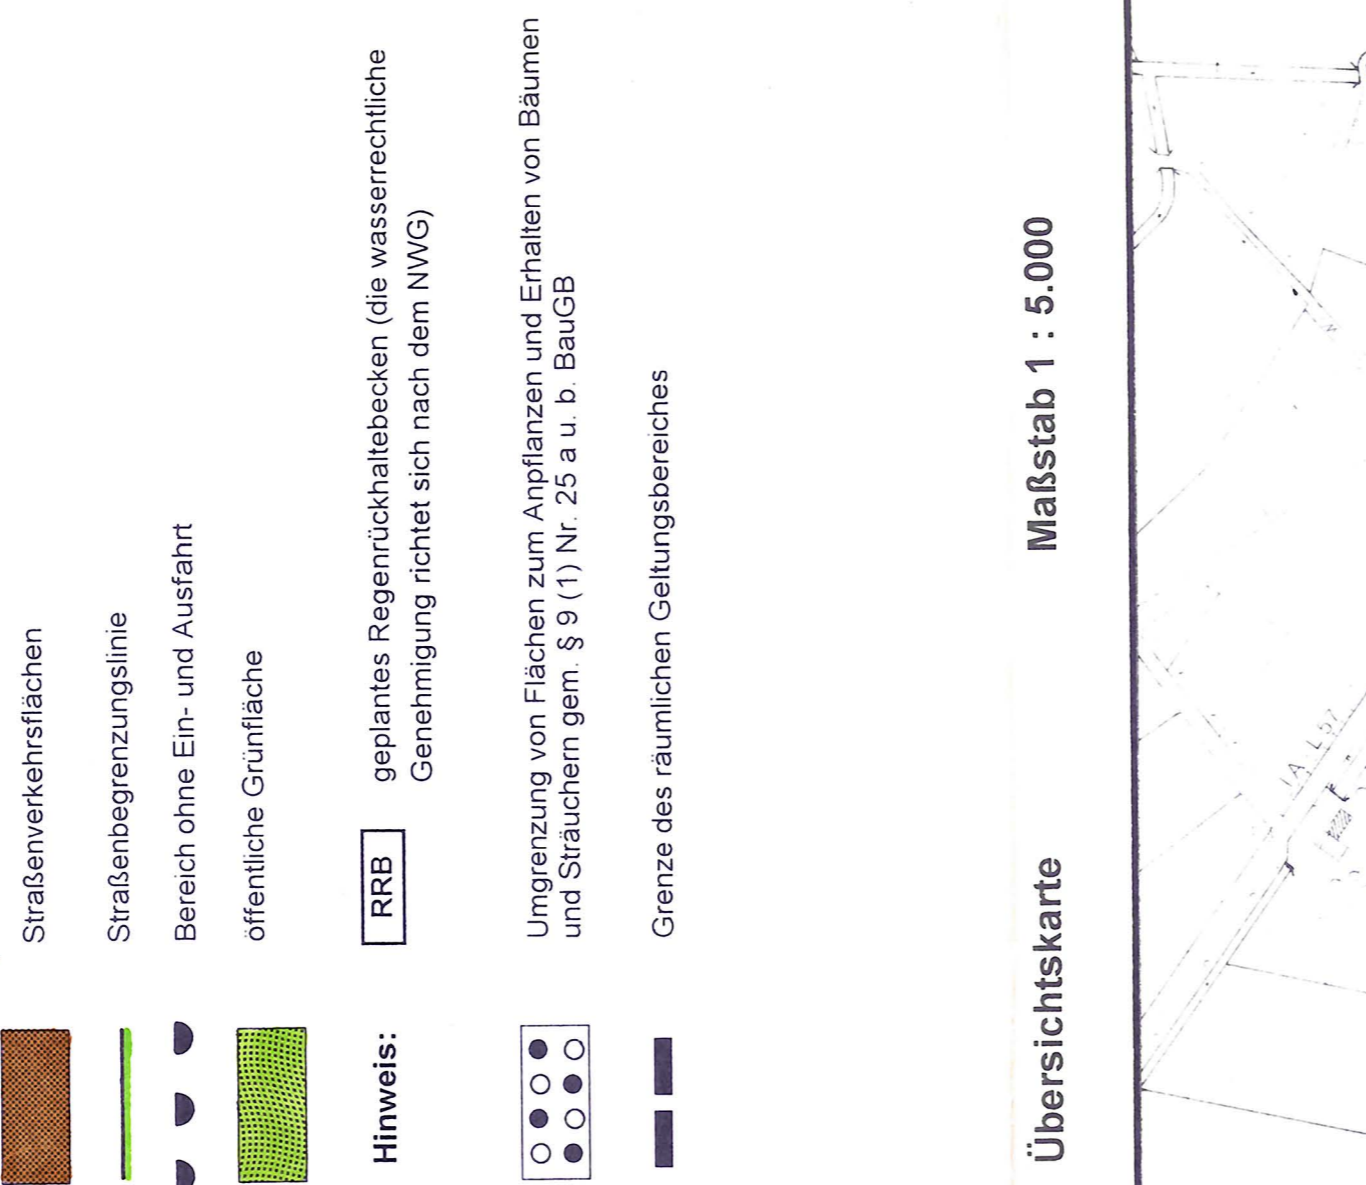 Straßenverkehrsflächen
Straßenbegrenzungslinie
Bereich ohne Ein- und Ausfahrt
öffentliche Grünfläche
Hinweis:
RRB
geplantes Regenrückhaltebecken (die wasserrechtliche
Genehmigung richtet sich nach dem NWG)
Umgrenzung von Flächen zum Anpflanzen und Erhalten von Bäumen
und Sträuchern gem. § 9 (1) Nr. 25 a u. b. BauGB
Grenze des räumlichen Geltungsbereiches
Übersichtskarte
Maßstab 1 : 5.000
L 57